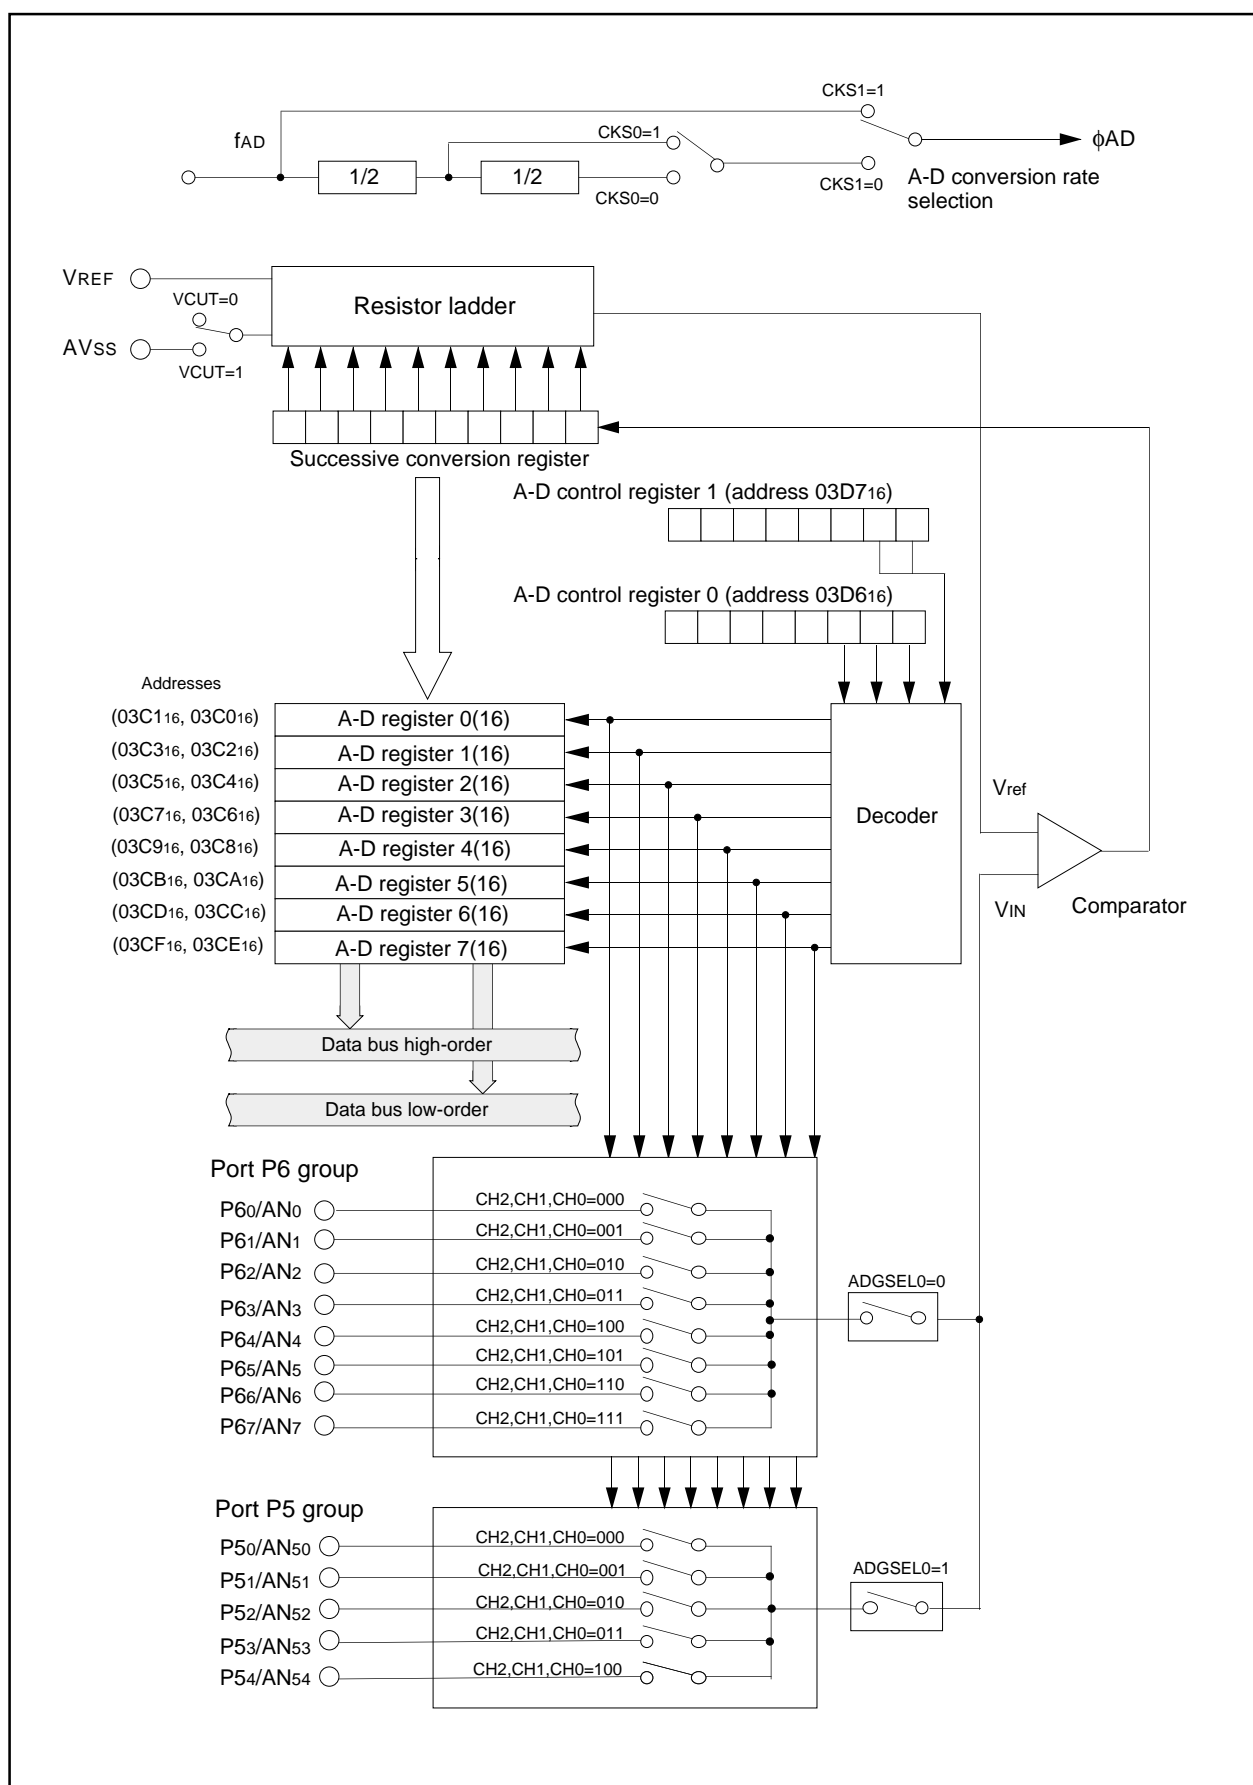 CKS1=1
fAD
CKS0=1
ϕAD
1/2
1/2
CKS0=0
CKS1=0
A-D conversion rate
selection
VREF
VCUT=0
Resistor ladder
AVSS
VCUT=1
Successive conversion register
A-D control register 1 (address 03D716)
A-D control register 0 (address 03D616)
Addresses
(03C116, 03C016)
A-D register 0(16)
(03C316, 03C216)
A-D register 1(16)
(03C516, 03C416)
A-D register 2(16)
(03C716, 03C616)
A-D register 3(16)
(03C916, 03C816)
A-D register 4(16)
(03CB16, 03CA16)
A-D register 5(16)
(03CD16, 03CC16)
A-D register 6(16)
(03CF16, 03CE16)
A-D register 7(16)
Decoder
Vref
VIN
Comparator
Data bus high-order
Data bus low-order
Port P6 group
P60/AN0
CH2,CH1,CH0=000
P61/AN1
CH2,CH1,CH0=001
P62/AN2
CH2,CH1,CH0=010
P63/AN3
CH2,CH1,CH0=011
P64/AN4
CH2,CH1,CH0=100
P65/AN5
CH2,CH1,CH0=101
P66/AN6
CH2,CH1,CH0=110
P67/AN7
CH2,CH1,CH0=111
ADGSEL0=0
Port P5 group
P50/AN50
CH2,CH1,CH0=000
P51/AN51
CH2,CH1,CH0=001
P52/AN52
CH2,CH1,CH0=010
P53/AN53
CH2,CH1,CH0=011
P54/AN54
CH2,CH1,CH0=100
ADGSEL0=1